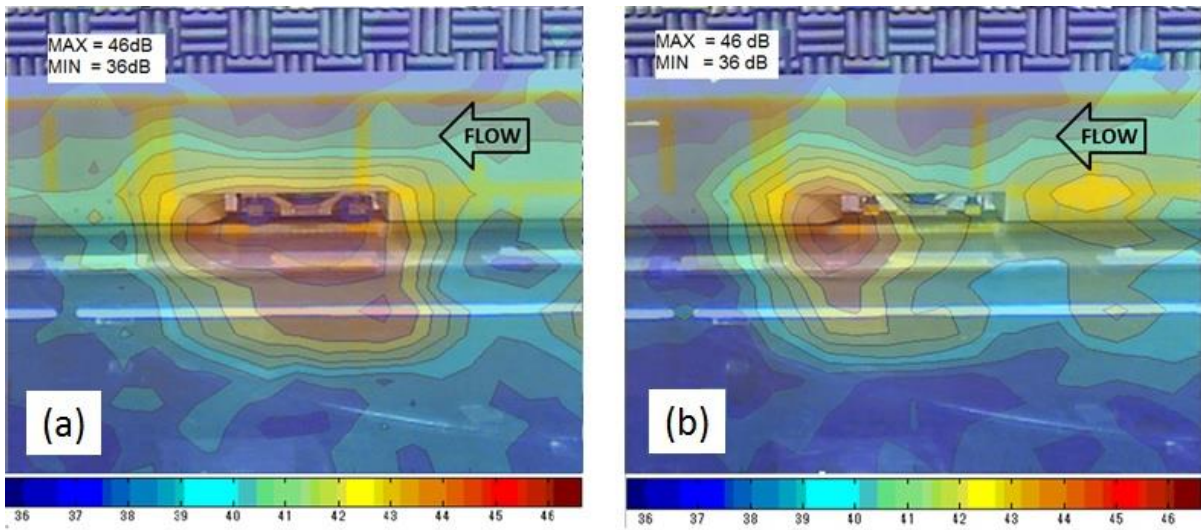 MAX = 46dB
MIN = 36dB
FLOW
(a)
36 37 38 39 40 41 42 43 44 45 46
MAX = 46 dB
MIN = 36 dB
FLOW
(b)
36 37 38 39 40 41 42 43 44 45 46